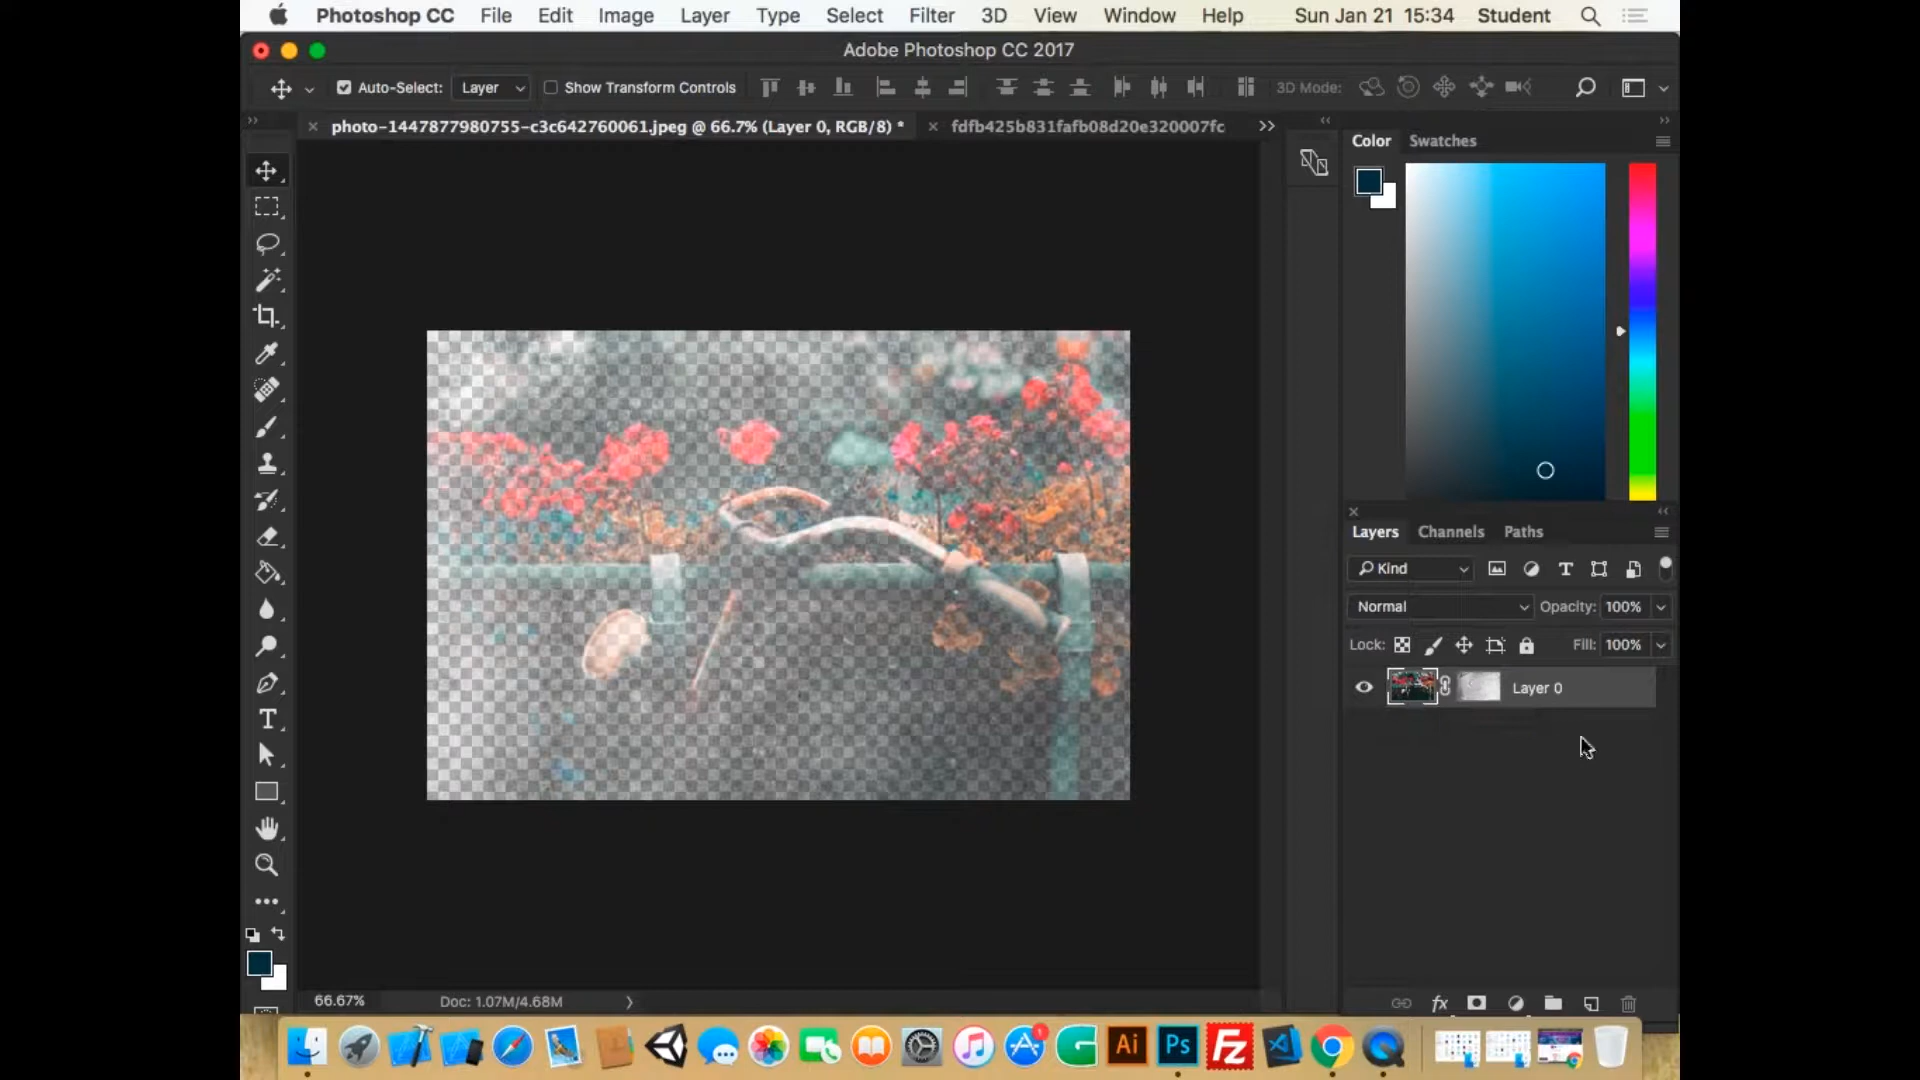 Photoshop CC File Edit Image Layer Type Select Filter 3D View Window Help Sun Jan 21 15:34 Student
Adobe Photoshop CC 2017
Auto-Select: Layer Show Transform Controls 3D Mode:
photo-1447877980755-c3c642760061.jpeg @ 66.7% (Layer 0, RGB/8) * fdfb425b831fafb08d20e320007fc
Color Swatches
Layers Channels Paths
Kind
Normal Opacity: 100%
Lock: Fill: 100%
Layer 0
fx
66.67% Doc: 1.07M/4.68M
1
Ai Ps Fz